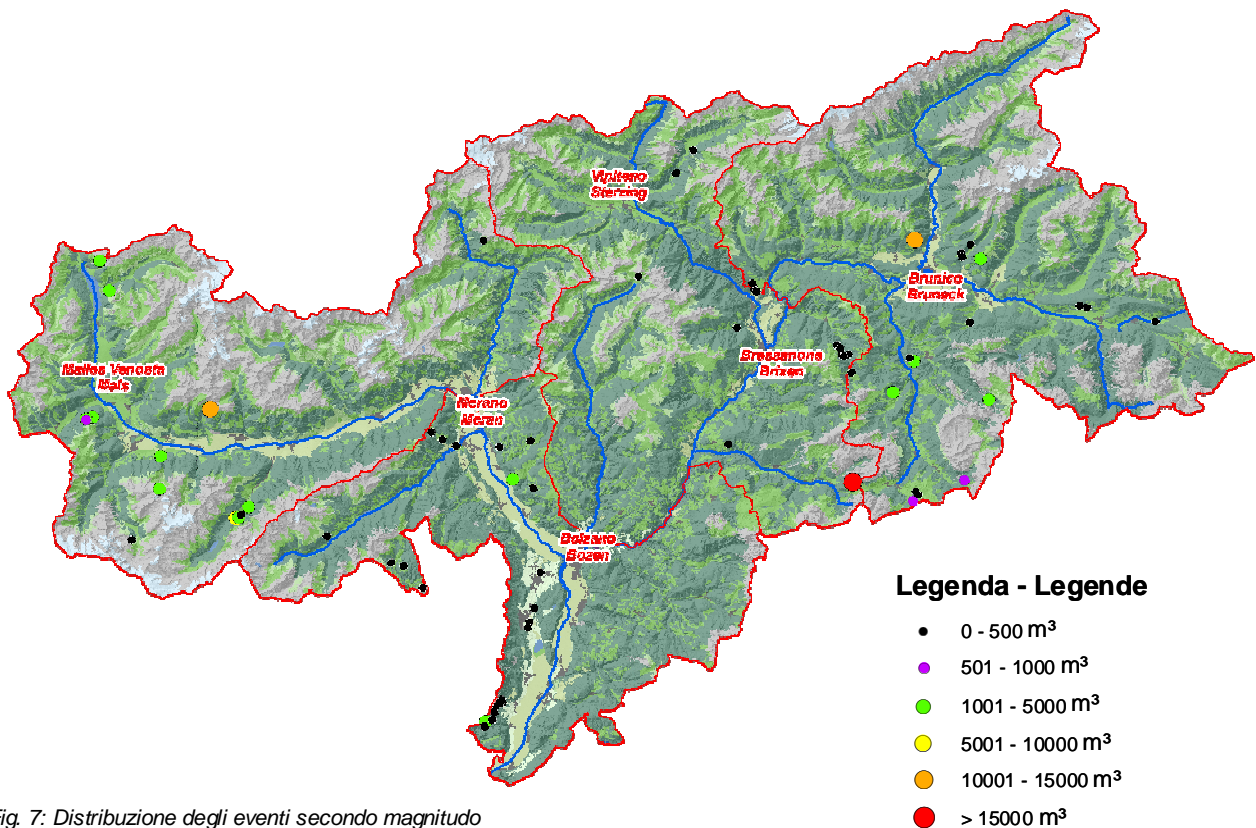 Vipiteno
Sterzing
Brunico
Bruneck
Bressanone
Brixen
Malles Venosta
Mals
Merano
Meran
Bolzano
Bozen
Legenda - Legende
0 - 500 m³
501 - 1000 m³
1001 - 5000 m³
5001 - 10000 m³
10001 - 15000 m³
> 15000 m³
ig. 7: Distribuzione degli eventi secondo magnitudo